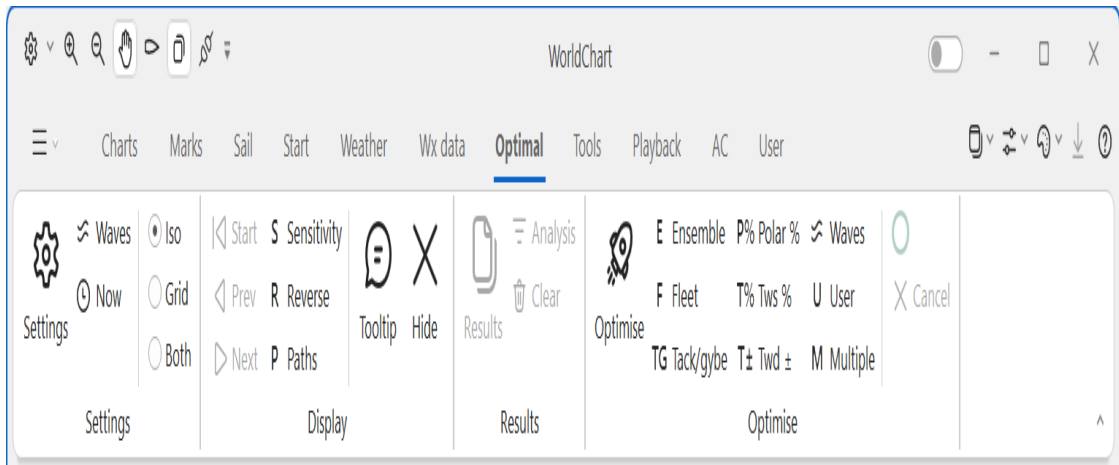 WorldChart
Charts Marks Sail Start Weather Wx data Optimal Tools Playback AC User
Settings
Waves
Now
Iso
Grid
Both
Settings
Start
Prev
Next
S Sensitivity
R Reverse
P Paths
Tooltip
Hide
Display
Results
Analysis
Clear
Results
Optimise
E Ensemble
F Fleet
TG Tack/gybe
P% Polar %
T% Tws %
T± Twd ±
Waves
U User
M Multiple
Cancel
Optimise